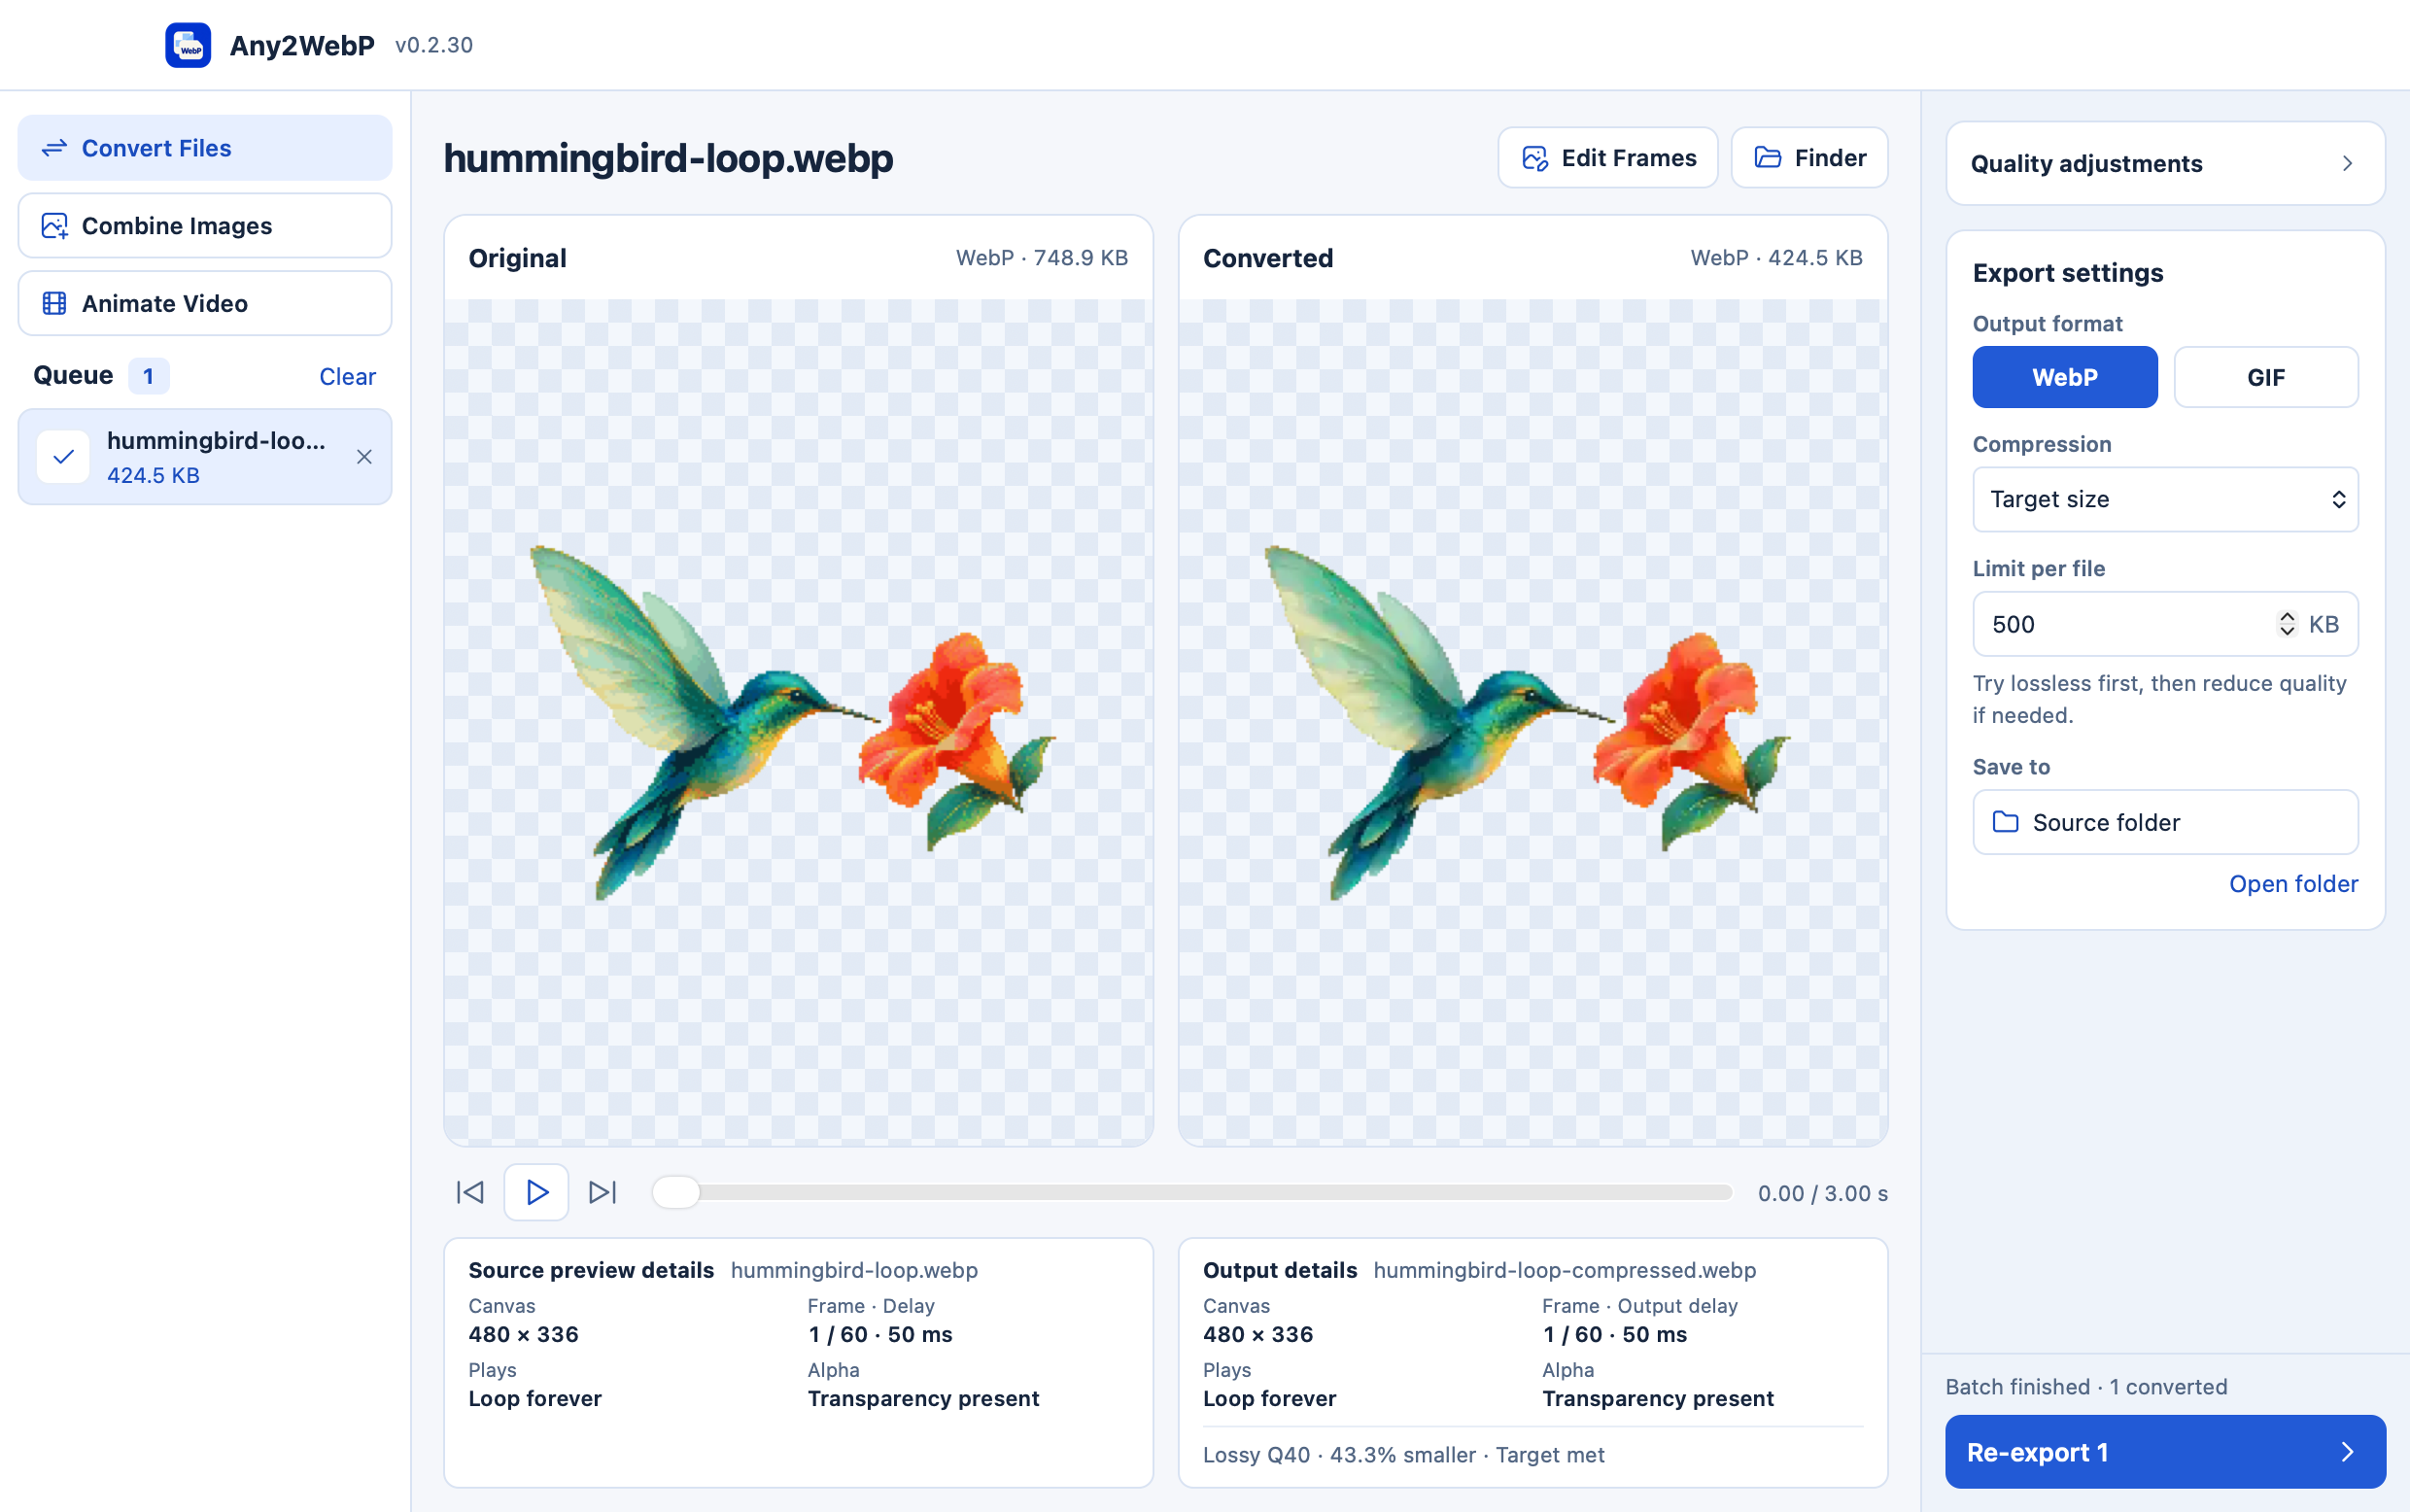 WebP
Any2WebP v0.2.30
Convert Files
Combine Images
Animate Video
Queue 1 Clear
hummingbird-loo...
424.5 KB
hummingbird-loop.webp
Edit Frames
Finder
Original WebP · 748.9 KB
Converted WebP · 424.5 KB
0.00 / 3.00 s
Source preview details hummingbird-loop.webp
Canvas Frame · Delay
480 × 336 1 / 60 · 50 ms
Plays Alpha
Loop forever Transparency present
Output details hummingbird-loop-compressed.webp
Canvas Frame · Output delay
480 × 336 1 / 60 · 50 ms
Plays Alpha
Loop forever Transparency present
Lossy Q40 · 43.3% smaller · Target met
Quality adjustments
Export settings
Output format
WebP GIF
Compression
Target size
Limit per file
500 KB
Try lossless first, then reduce quality
if needed.
Save to
Source folder
Open folder
Batch finished · 1 converted
Re-export 1